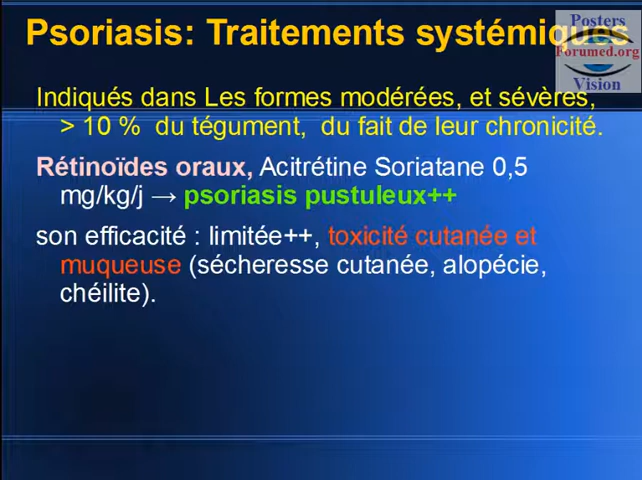 Psoriasis: Traitements systémiques
Posters
Forumed.org
Vision
Indiqués dans Les formes modérées, et sévères,
> 10 % du tégument, du fait de leur chronicité.
Rétinoïdes oraux, Acitrétine Soriatane 0,5
mg/kg/j → psoriasis pustuleux++
son efficacité : limitée++, toxicité cutanée et
muqueuse (sécheresse cutanée, alopécie,
chéilite).